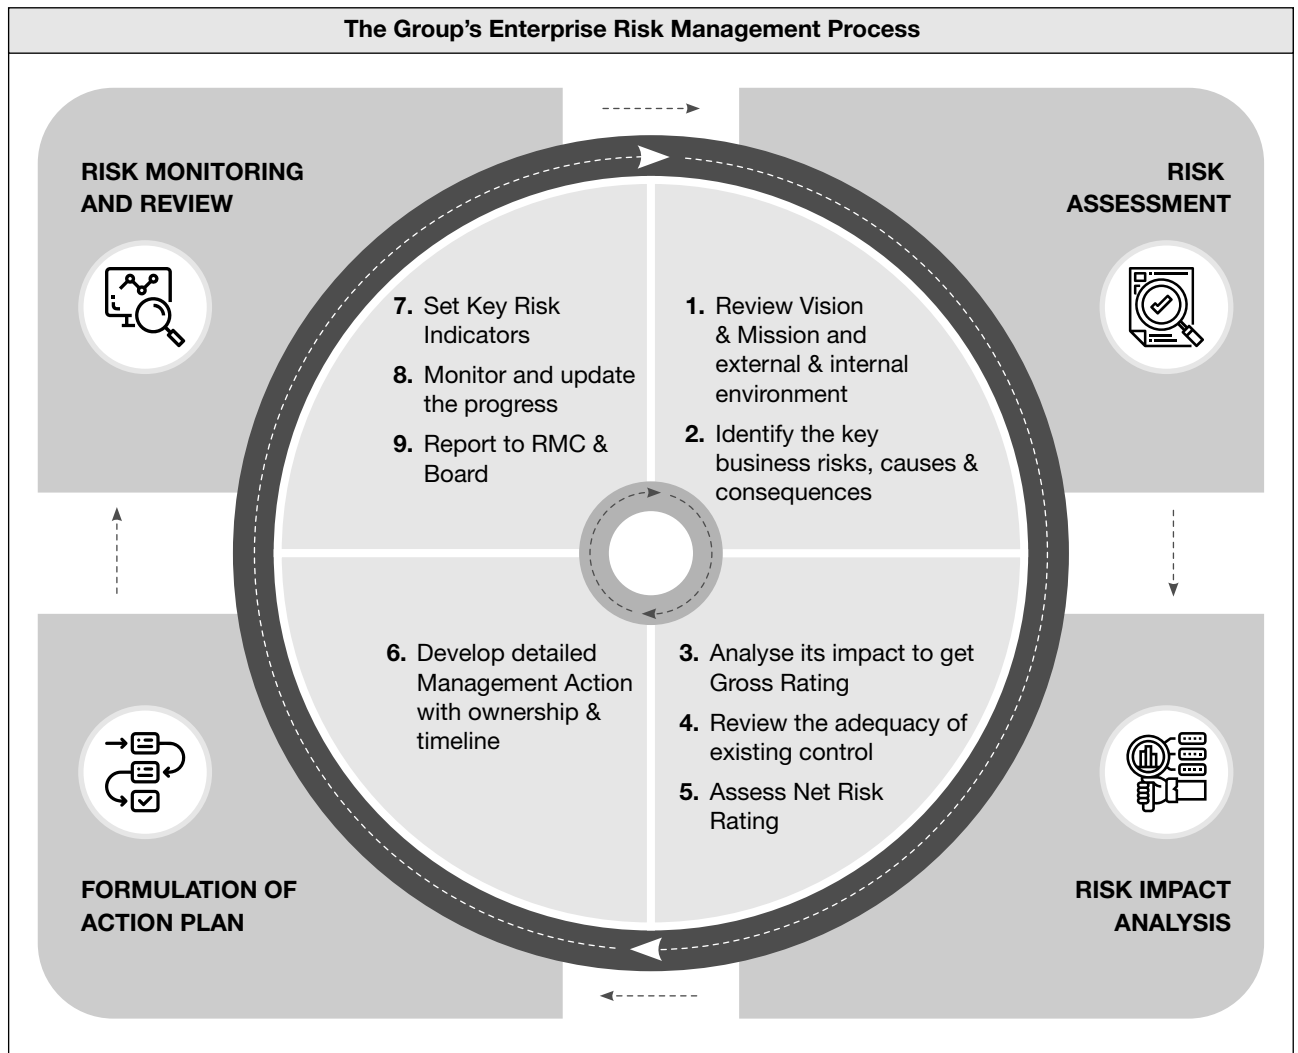 The Group’s Enterprise Risk Management Process
RISK MONITORING
AND REVIEW
RISK
ASSESSMENT
7. Set Key Risk
Indicators
8. Monitor and update
the progress
9. Report to RMC &
Board
1. Review Vision
& Mission and
external & internal
environment
2. Identify the key
business risks, causes &
consequences
6. Develop detailed
Management Action
with ownership &
timeline
3. Analyse its impact to get
Gross Rating
4. Review the adequacy of
existing control
5. Assess Net Risk
Rating
FORMULATION OF
ACTION PLAN
RISK IMPACT
ANALYSIS